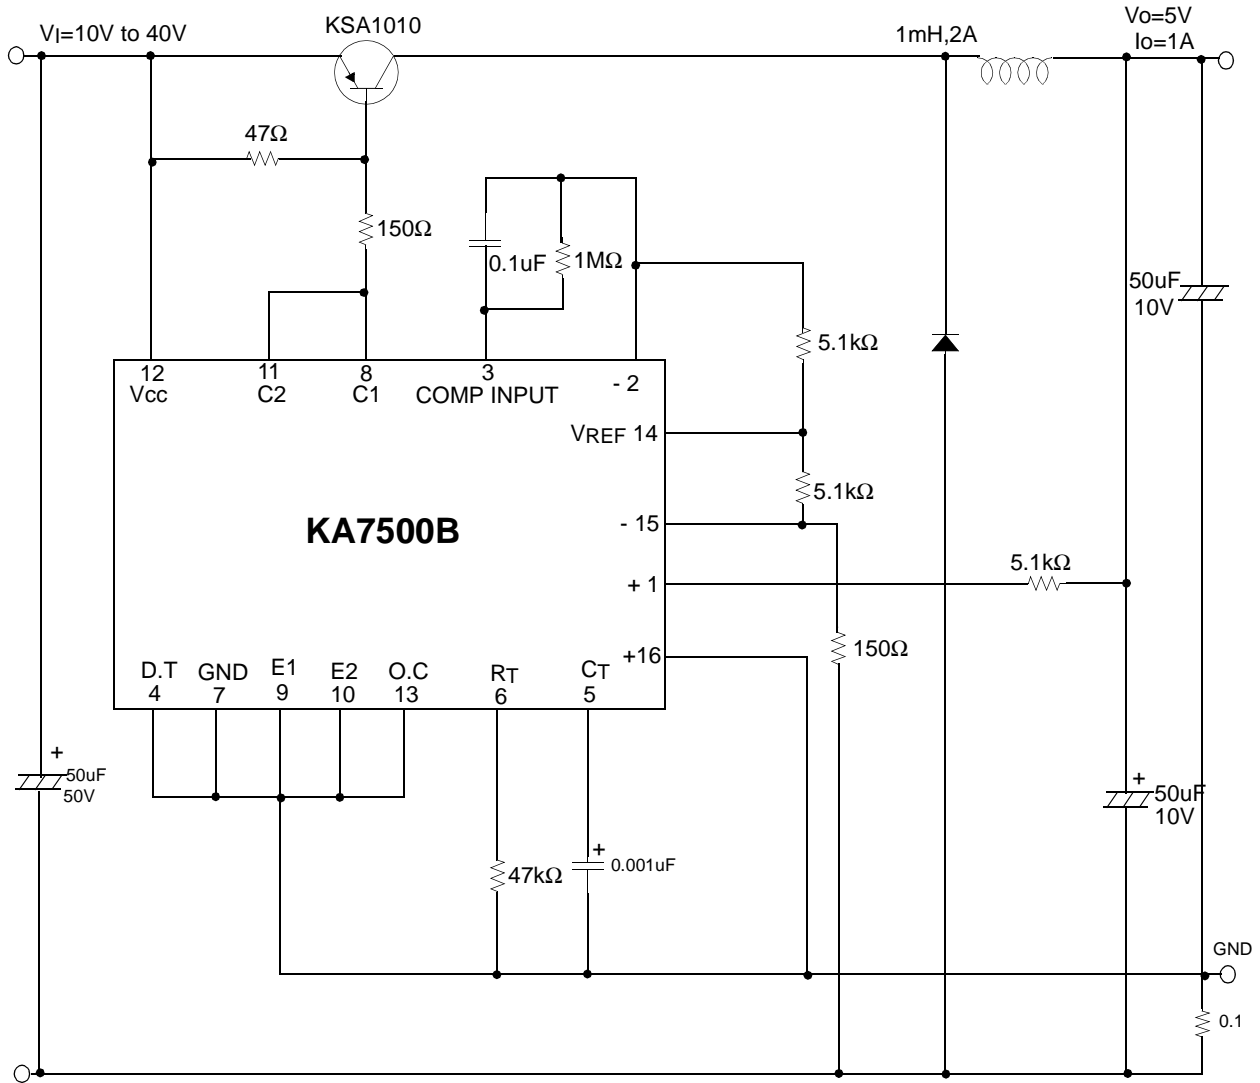 VI=10V to 40V
KSA1010
1mH,2A
Vo=5V
Io=1A
47Ω
150Ω
0.1uF
1MΩ
50uF
10V
5.1kΩ
12
Vcc
11
C2
8
C1
3
COMP INPUT
- 2
VREF 14
5.1kΩ
KA7500B
- 15
5.1kΩ
+ 1
150Ω
+16
D.T
4
GND
7
E1
9
E2
10
O.C
13
RT
6
CT
5
+
50uF
50V
+
50uF
10V
47kΩ
+
0.001uF
GND
0.1